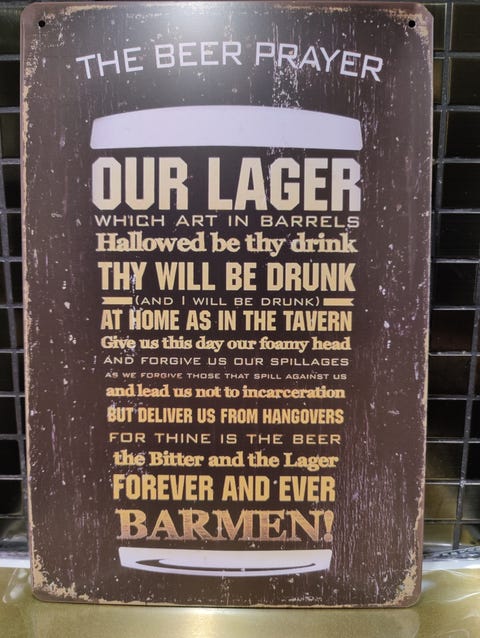 THE BEER PRAYER
OUR LAGER
WHICH ART IN BARRELS
Hallowed be thy drink
THY WILL BE DRUNK
(AND I WILL BE DRUNK)
AT HOME AS IN THE TAVERN
Give us this day our foamy head
AND FORGIVE US OUR SPILLAGES
AS WE FORGIVE THOSE THAT SPILL AGAINST US
and lead us not to incarceration
BUT DELIVER US FROM HANGOVERS
FOR THINE IS THE BEER
the Bitter and the Lager
FOREVER AND EVER
BARMEN!